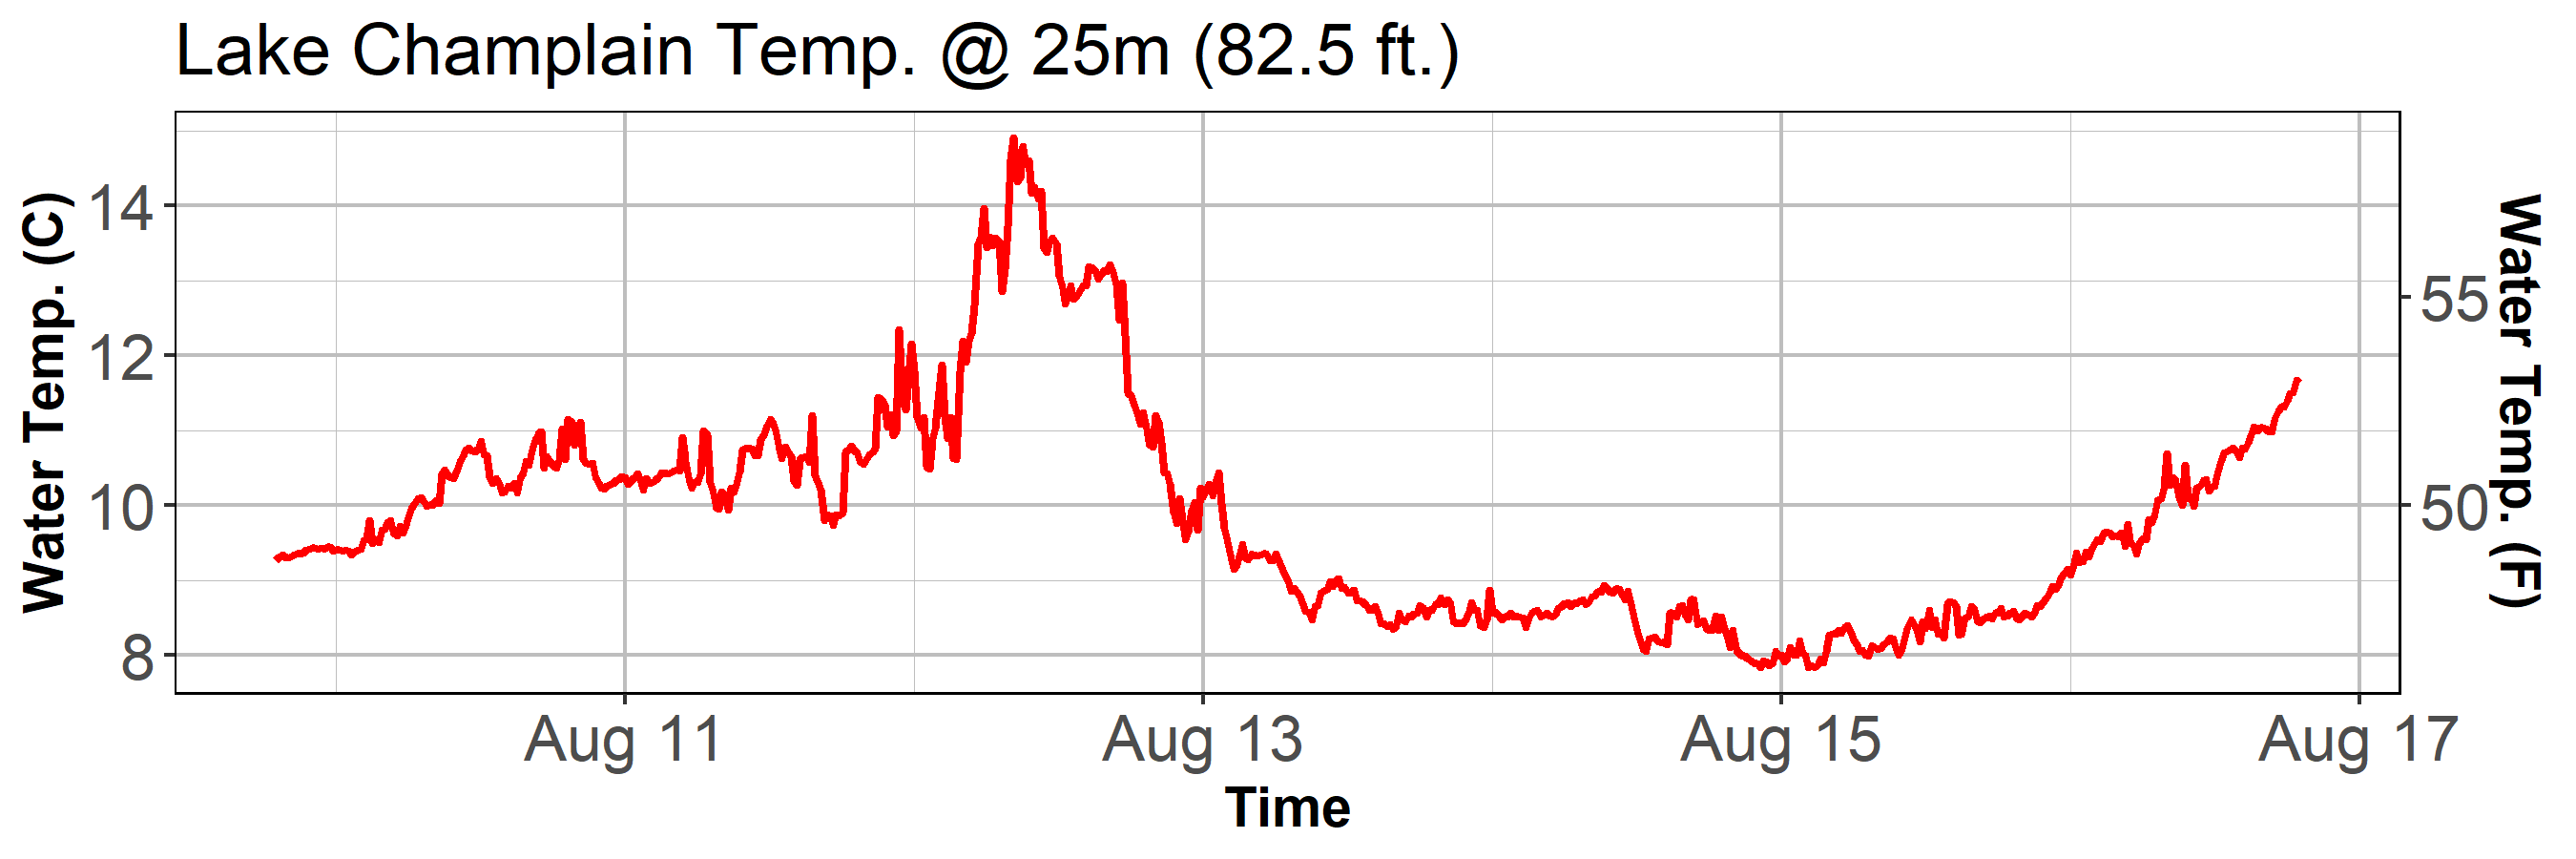 Lake Champlain Temp. @ 25m (82.5 ft.)
Water Temp. (C)
14
12
10
8
55
50
Water Temp. (F)
Aug 11
Aug 13
Aug 15
Aug 17
Time